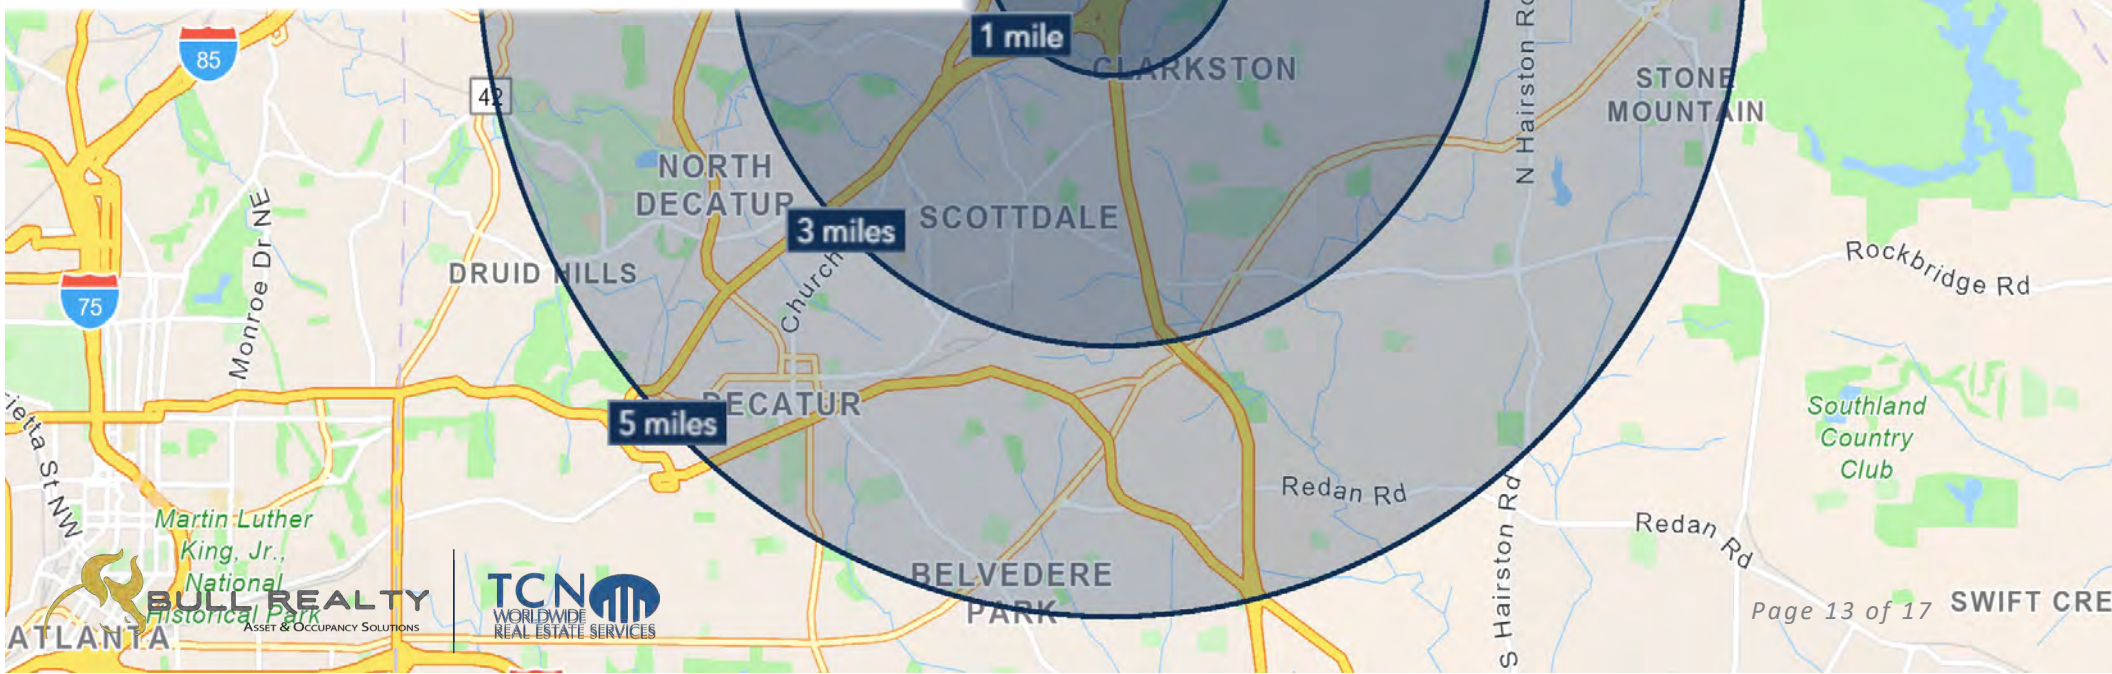 85
1 mile
CLARKSTON
N Hairston Rd
STONE
MOUNTAIN
42
NORTH
DECATUR
3 miles
SCOTTDALE
Monroe Dr NE
DRUID HILLS
Church
Rockbridge Rd
75
5 miles
DECATUR
Southland
Country
Club
rietta St NW
Redan Rd
S Hairston Rd
Redan Rd
Martin Luther
King, Jr.,
National
Historical Park
BELVEDERE
PARK
ATLANTA
BULL REALTY
ASSET & OCCUPANCY SOLUTIONS
TCN
WORLDWIDE
REAL ESTATE SERVICES
Page 13 of 17
SWIFT CRE